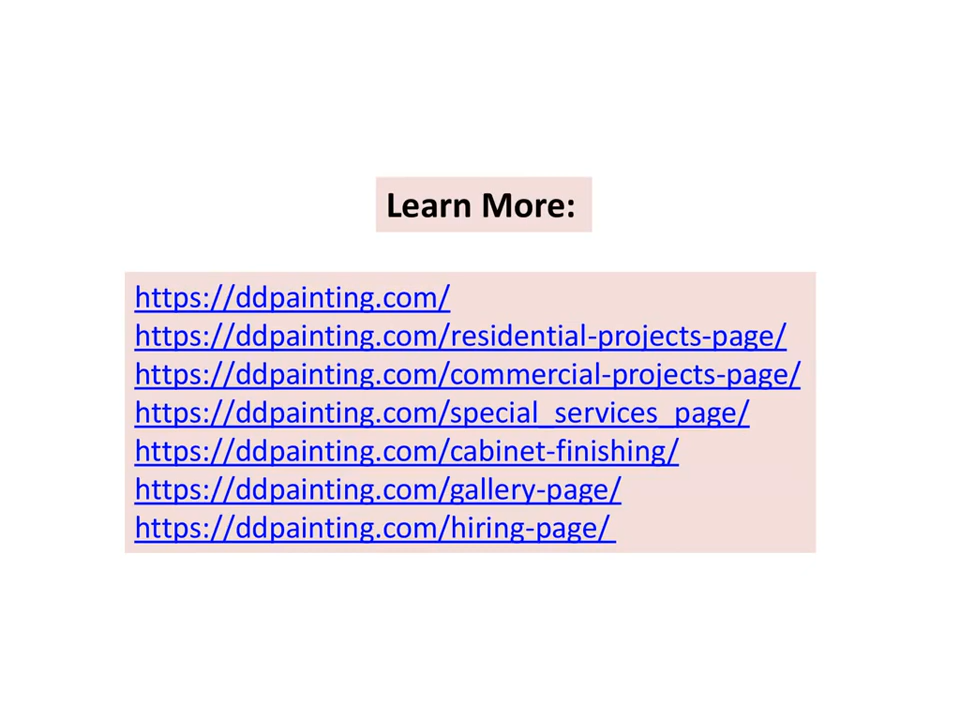 Learn More:
https://ddpainting.com/
https://ddpainting.com/residential-projects-page/
https://ddpainting.com/commercial-projects-page/
https://ddpainting.com/special_services_page/
https://ddpainting.com/cabinet-finishing/
https://ddpainting.com/gallery-page/
https://ddpainting.com/hiring-page/